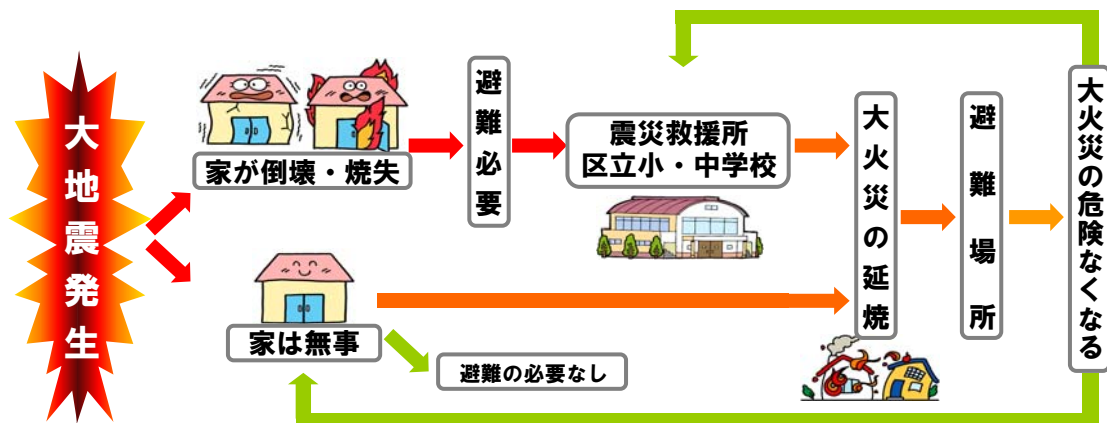 大地震発生
家が倒壊・焼失
避難必要
震災救援所
区立小・中学校
大火災の延焼
避難場所
大火災の危険なくなる
家は無事
避難の必要なし